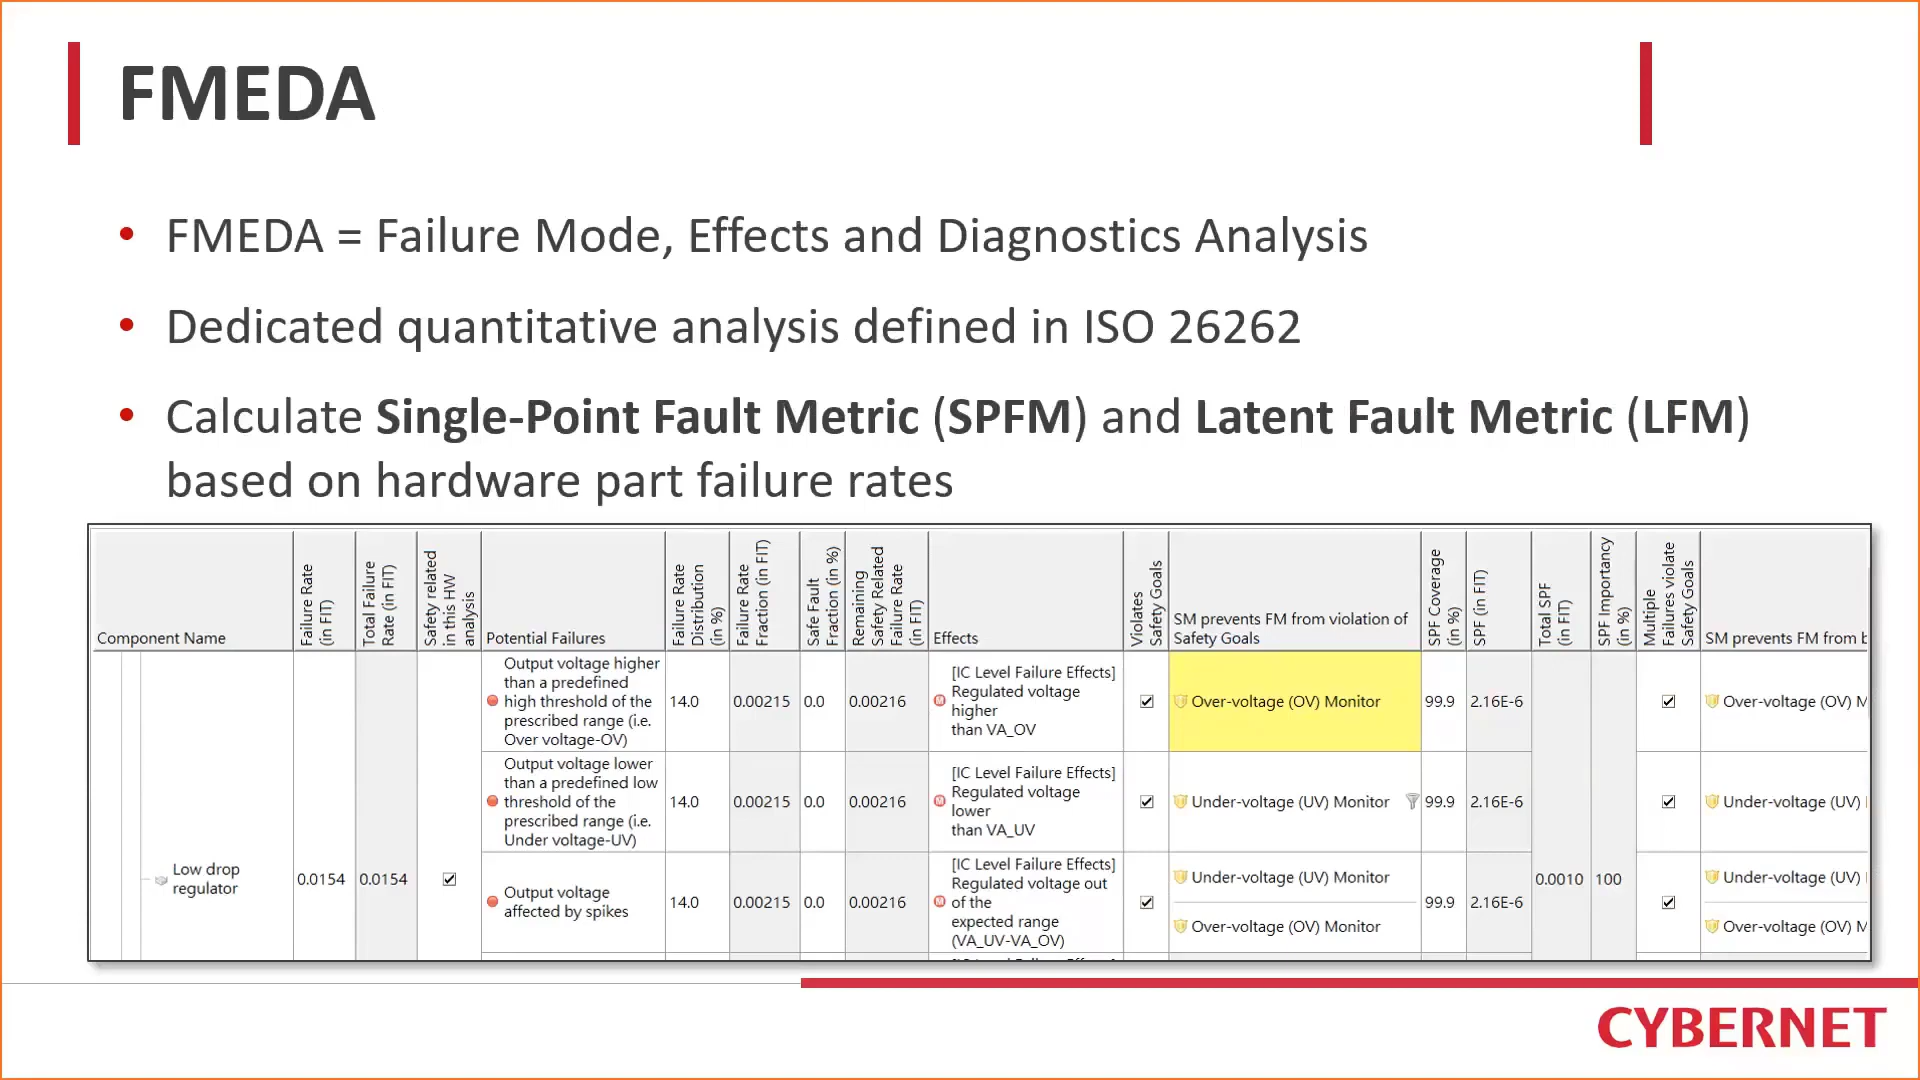 FMEDA
• FMEDA = Failure Mode, Effects and Diagnostics Analysis
• Dedicated quantitative analysis defined in ISO 26262
• Calculate Single-Point Fault Metric (SPFM) and Latent Fault Metric (LFM)
based on hardware part failure rates
Component Name
Failure Rate
(in FIT)
Total Failure
Rate (in FIT)
Safety related
in this HW
analysis
Potential Failures
Failure Rate
Distribution
(in %)
Failure Rate
Fraction (in FIT)
Safe Fault
Fraction (in %)
Remaining
Safety Related
Failure Rate
(in FIT)
Effects
Violates
Safety Goals
SM prevents FM from violation of
Safety Goals
SPF Coverage
(in %)
SPF (in FIT)
Total SPF
(in FIT)
SPF Importancy
(in %)
Multiple
Failures violate
Safety Goals
SM prevents FM from
Low drop
regulator
0.0154
0.0154
Output voltage higher
than a predefined
high threshold of the
prescribed range (i.e.
Over voltage-OV)
14.0
0.00215
0.0
0.00216
[IC Level Failure Effects]
Regulated voltage
higher
than VA_OV
Over-voltage (OV) Monitor
99.9
2.16E-6
Over-voltage (OV) M
Output voltage lower
than a predefined low
threshold of the
prescribed range (i.e.
Under voltage-UV)
14.0
0.00215
0.0
0.00216
[IC Level Failure Effects]
Regulated voltage
lower
than VA_UV
Under-voltage (UV) Monitor
99.9
2.16E-6
Under-voltage (UV)
Output voltage
affected by spikes
14.0
0.00215
0.0
0.00216
[IC Level Failure Effects]
Regulated voltage out
of the
expected range
(VA_UV-VA_OV)
Under-voltage (UV) Monitor
Over-voltage (OV) Monitor
99.9
2.16E-6
0.0010
100
Under-voltage (UV)
Over-voltage (OV) M
CYBERNET